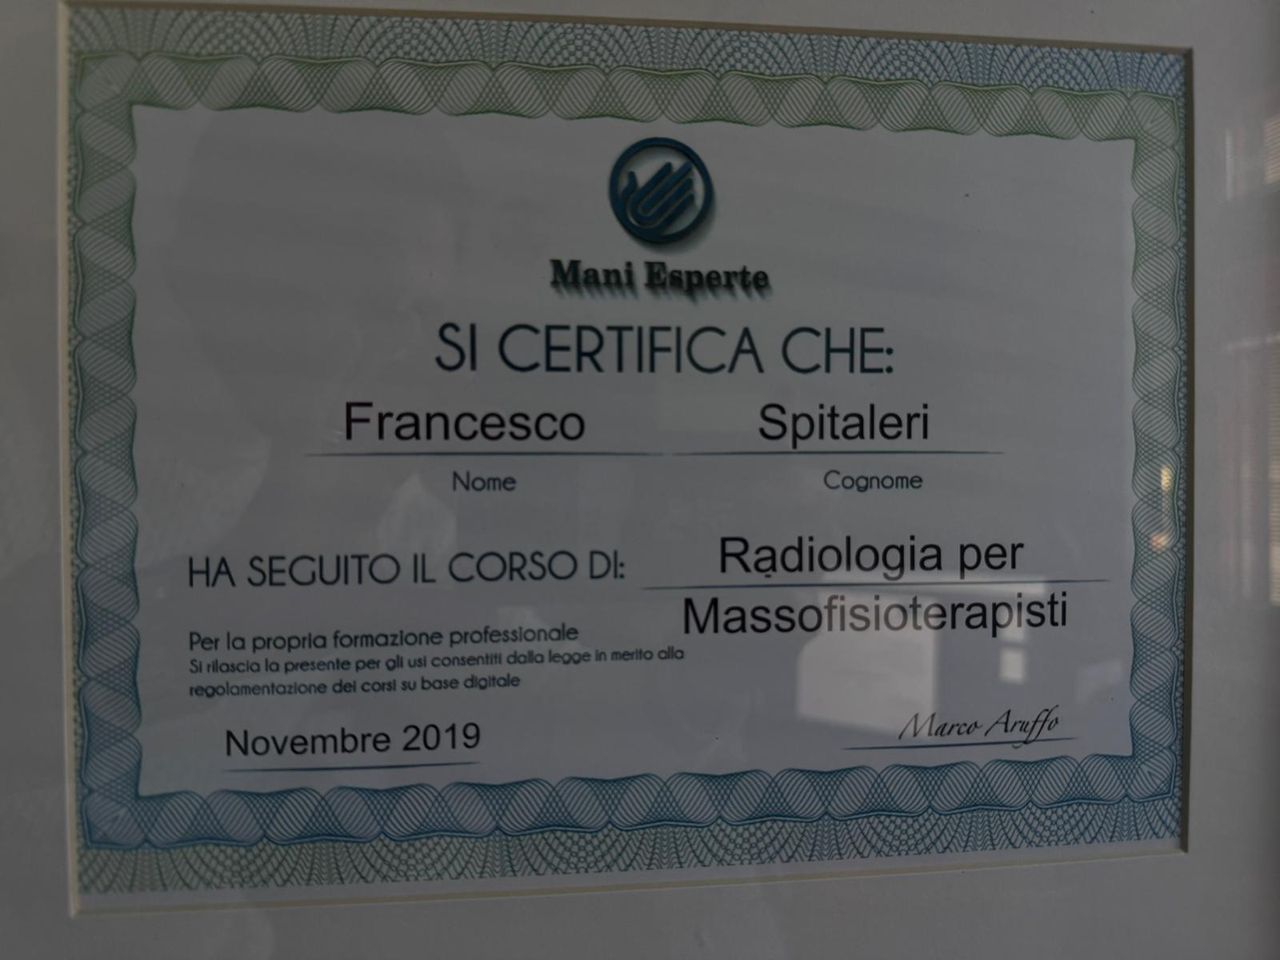 Mani Esperte
SI CERTIFICA CHE:
Francesco Spitaleri
Nome Cognome
HA SEGUITO IL CORSO DI: Radiologia per
Massofisioterapisti
Per la propria formazione professionale
Si rilascia la presente per gli usi consentiti dalla legge in merito alla
regolamentazione dei corsi su base digitale
Novembre 2019
Marco Aruffo